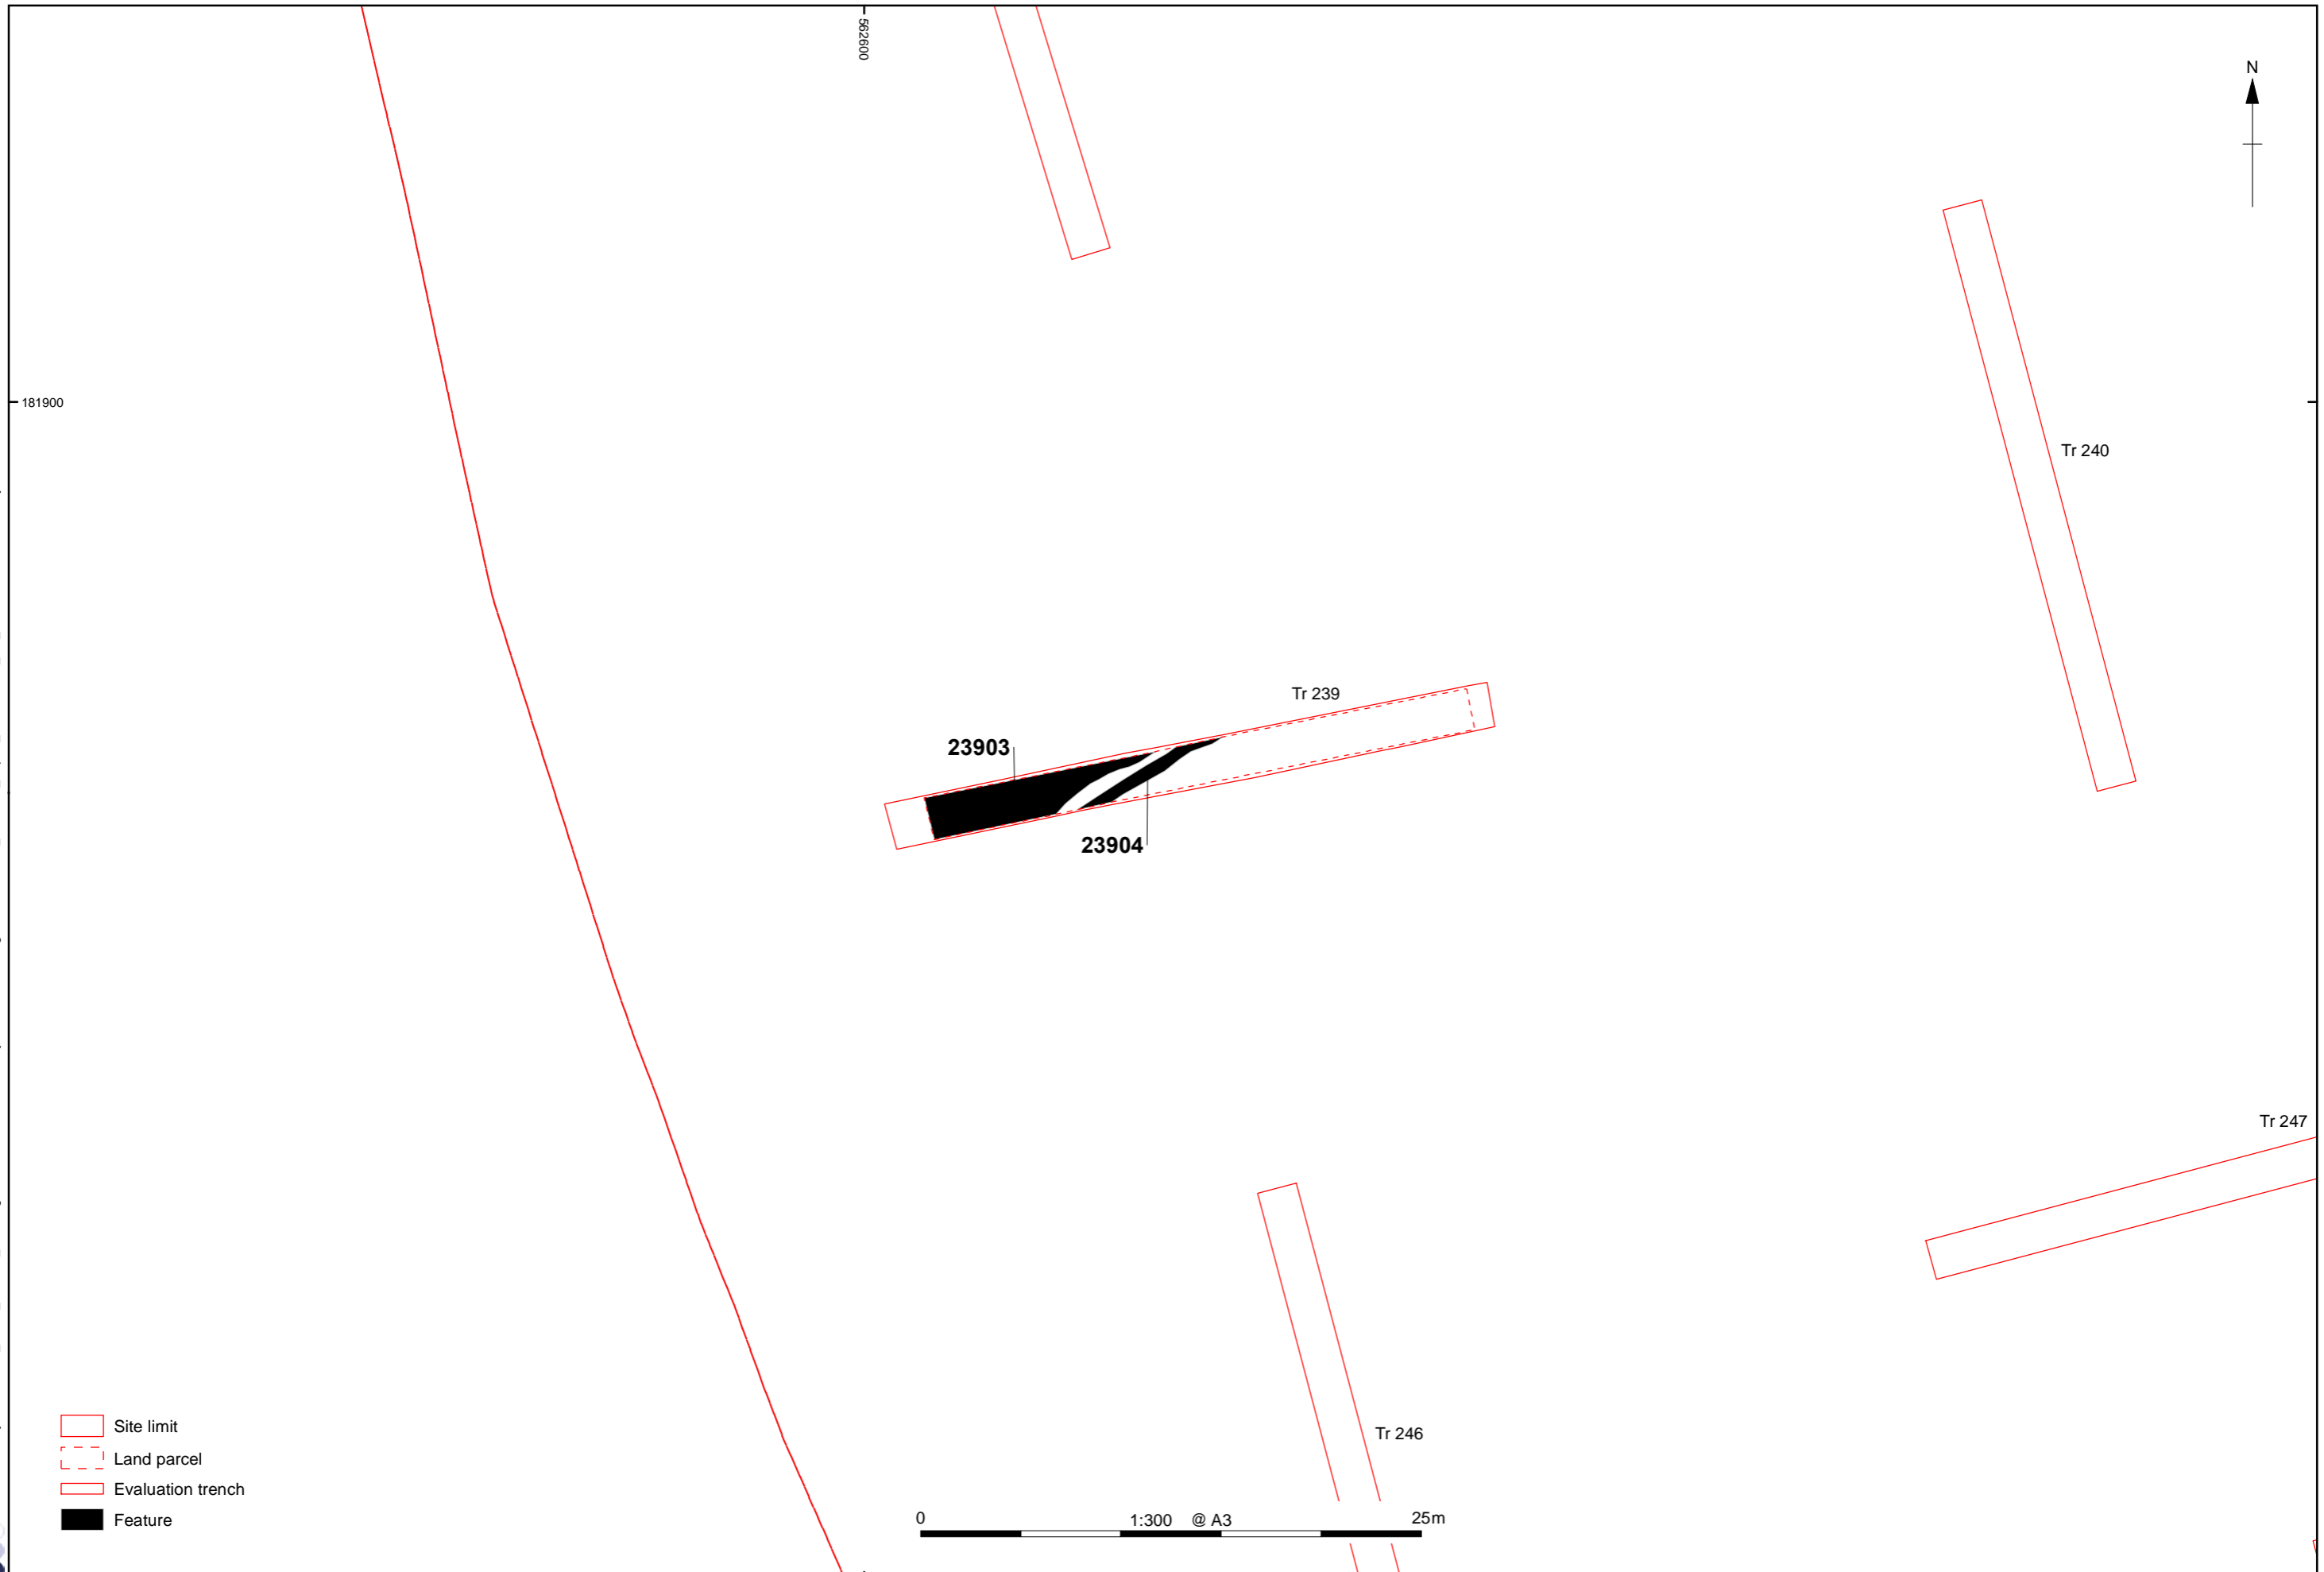 562600
N
181900
Tr 240
Tr 239
23903
23904
Tr 247
Tr 246
Site limit
Land parcel
Evaluation trench
Feature
0 1:300 @ A3 25m